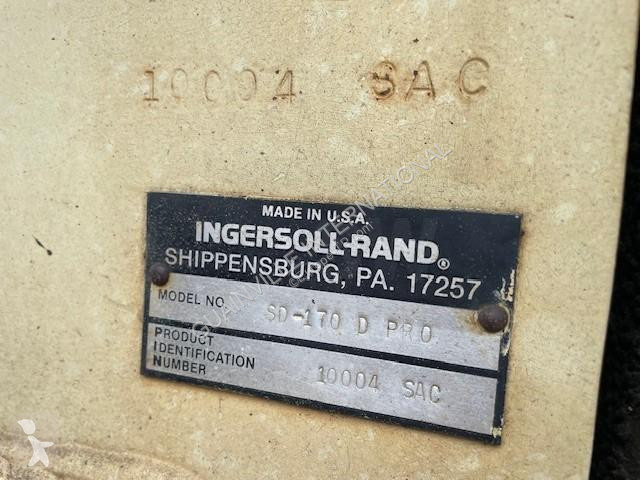 10004 SAC
MADE IN U.S.A.
INGERSOLL-RAND®
SHIPPENSBURG, PA. 17257
MODEL NO. SD-170 D PRO
PRODUCT
IDENTIFICATION
NUMBER 10004 SAC